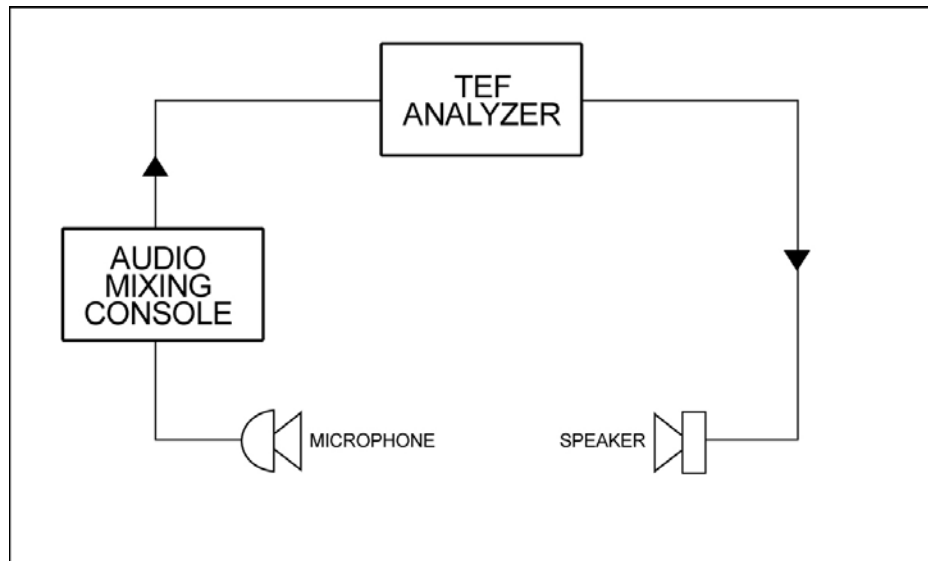 TEF
ANALYZER
AUDIO
MIXING
CONSOLE
MICROPHONE
SPEAKER